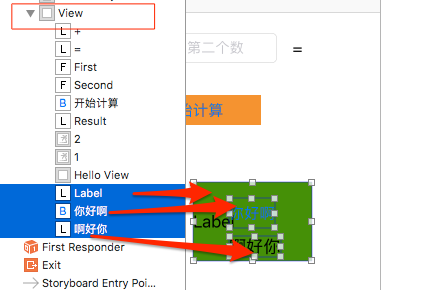 View
+
=
First
Second
B 开始计算
Result
2
1
Hello View
L Label
B 你好啊
L 啊好你
First Responder
Exit
Storyboard Entry Poi...
第二个数
=
始计算
Label
你好啊
啊好你